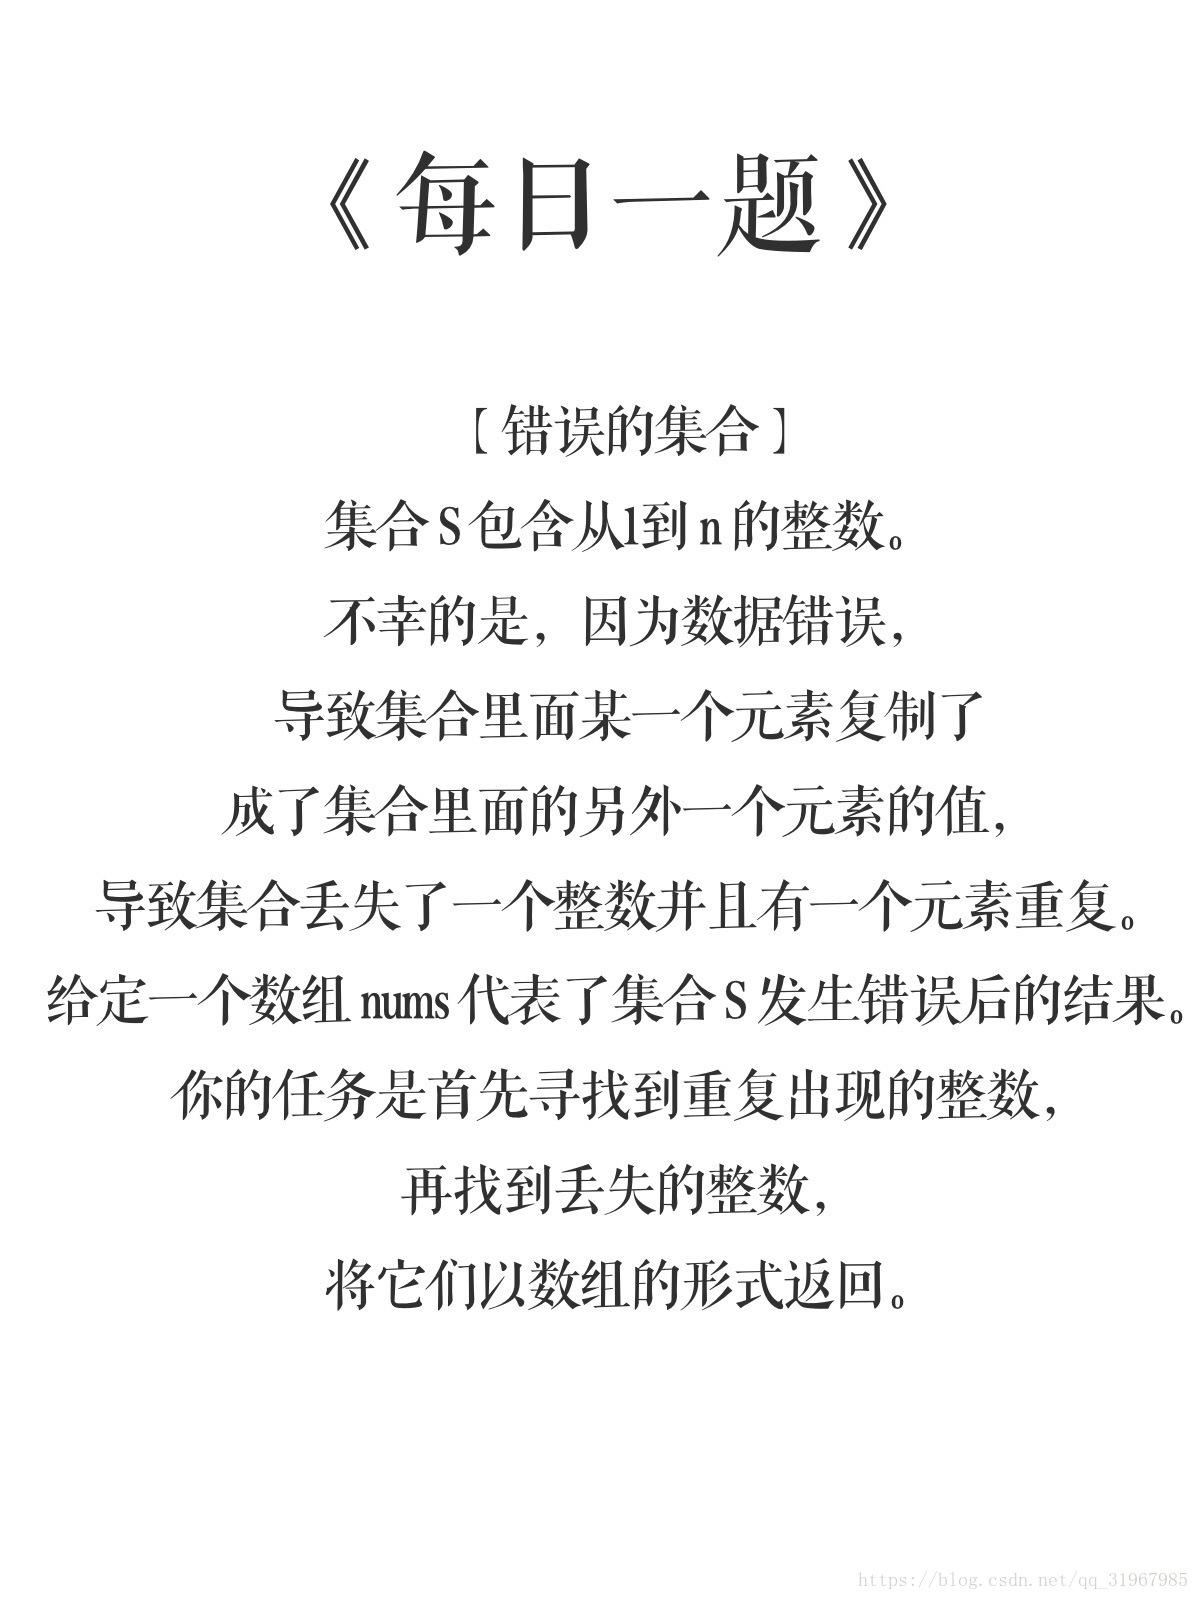 《每日一题》
[错误的集合]
集合 S 包含从1到 n 的整数。
不幸的是，因为数据错误，
导致集合里面某一个元素复制了
成了集合里面的另外一个元素的值，
导致集合丢失了一个整数并且有一个元素重复。
给定一个数组 nums 代表了集合 S 发生错误后的结果。
你的任务是首先寻找到重复出现的整数，
再找到丢失的整数，
将它们以数组的形式返回。
https://blog.csdn.net/qq_31967985